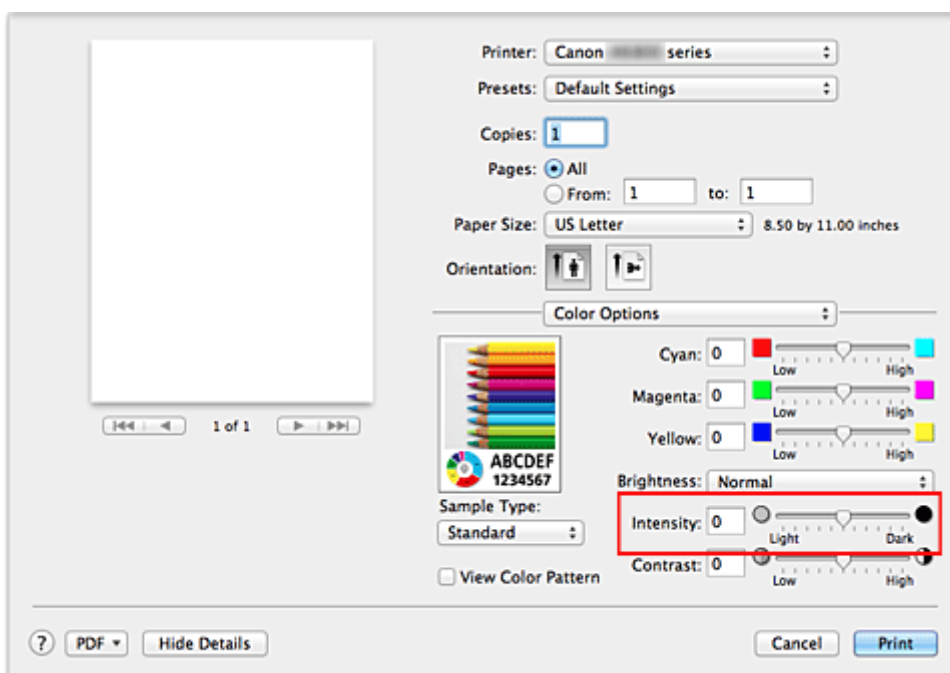 Printer: Canon series
Presets: Default Settings
Copies: 1
Pages: All
From: 1 to: 1
Paper Size: US Letter 8.50 by 11.00 inches
Orientation:
Color Options
Cyan: 0
Low High
Magenta: 0
Low High
Yellow: 0
Low High
ABCDEF
1234567
Brightness: Normal
Sample Type:
Standard
Intensity: 0
Light Dark
View Color Pattern
Contrast: 0
Low High
1 of 1
? PDF Hide Details Cancel Print